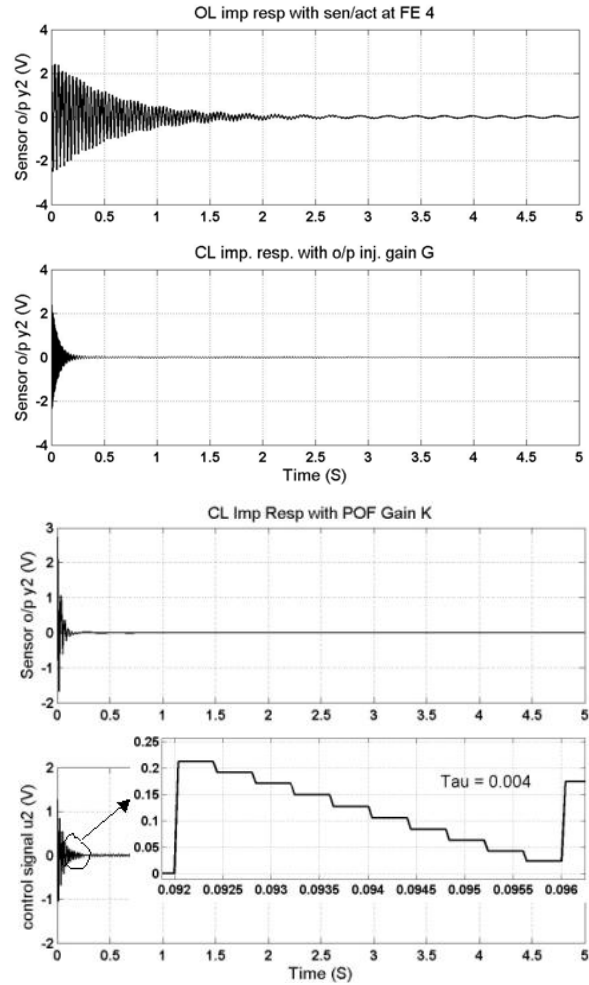 OL imp resp with sen/act at FE 4
Sensor o/p y2 (V)
4
2
0
-2
-4
0 0.5 1 1.5 2 2.5 3 3.5 4 4.5 5
CL imp. resp. with o/p inj. gain G
Sensor o/p y2 (V)
4
2
0
-2
-4
0 0.5 1 1.5 2 2.5 3 3.5 4 4.5 5
Time (S)
CL Imp Resp with POF Gain K
Sensor o/p y2 (V)
3
2
1
0
-1
-2
0 0.5 1 1.5 2 2.5 3 3.5 4 4.5 5
control signal u2 (V)
2
1
0
-1
-2
0.25
0.2
0.15
0.1
0.05
0
Tau = 0.004
0.092 0.0925 0.093 0.0935 0.094 0.0945 0.095 0.0955 0.096
0 0.5 1 1.5 2 2.5 3 3.5 4 4.5 5
Time (S)